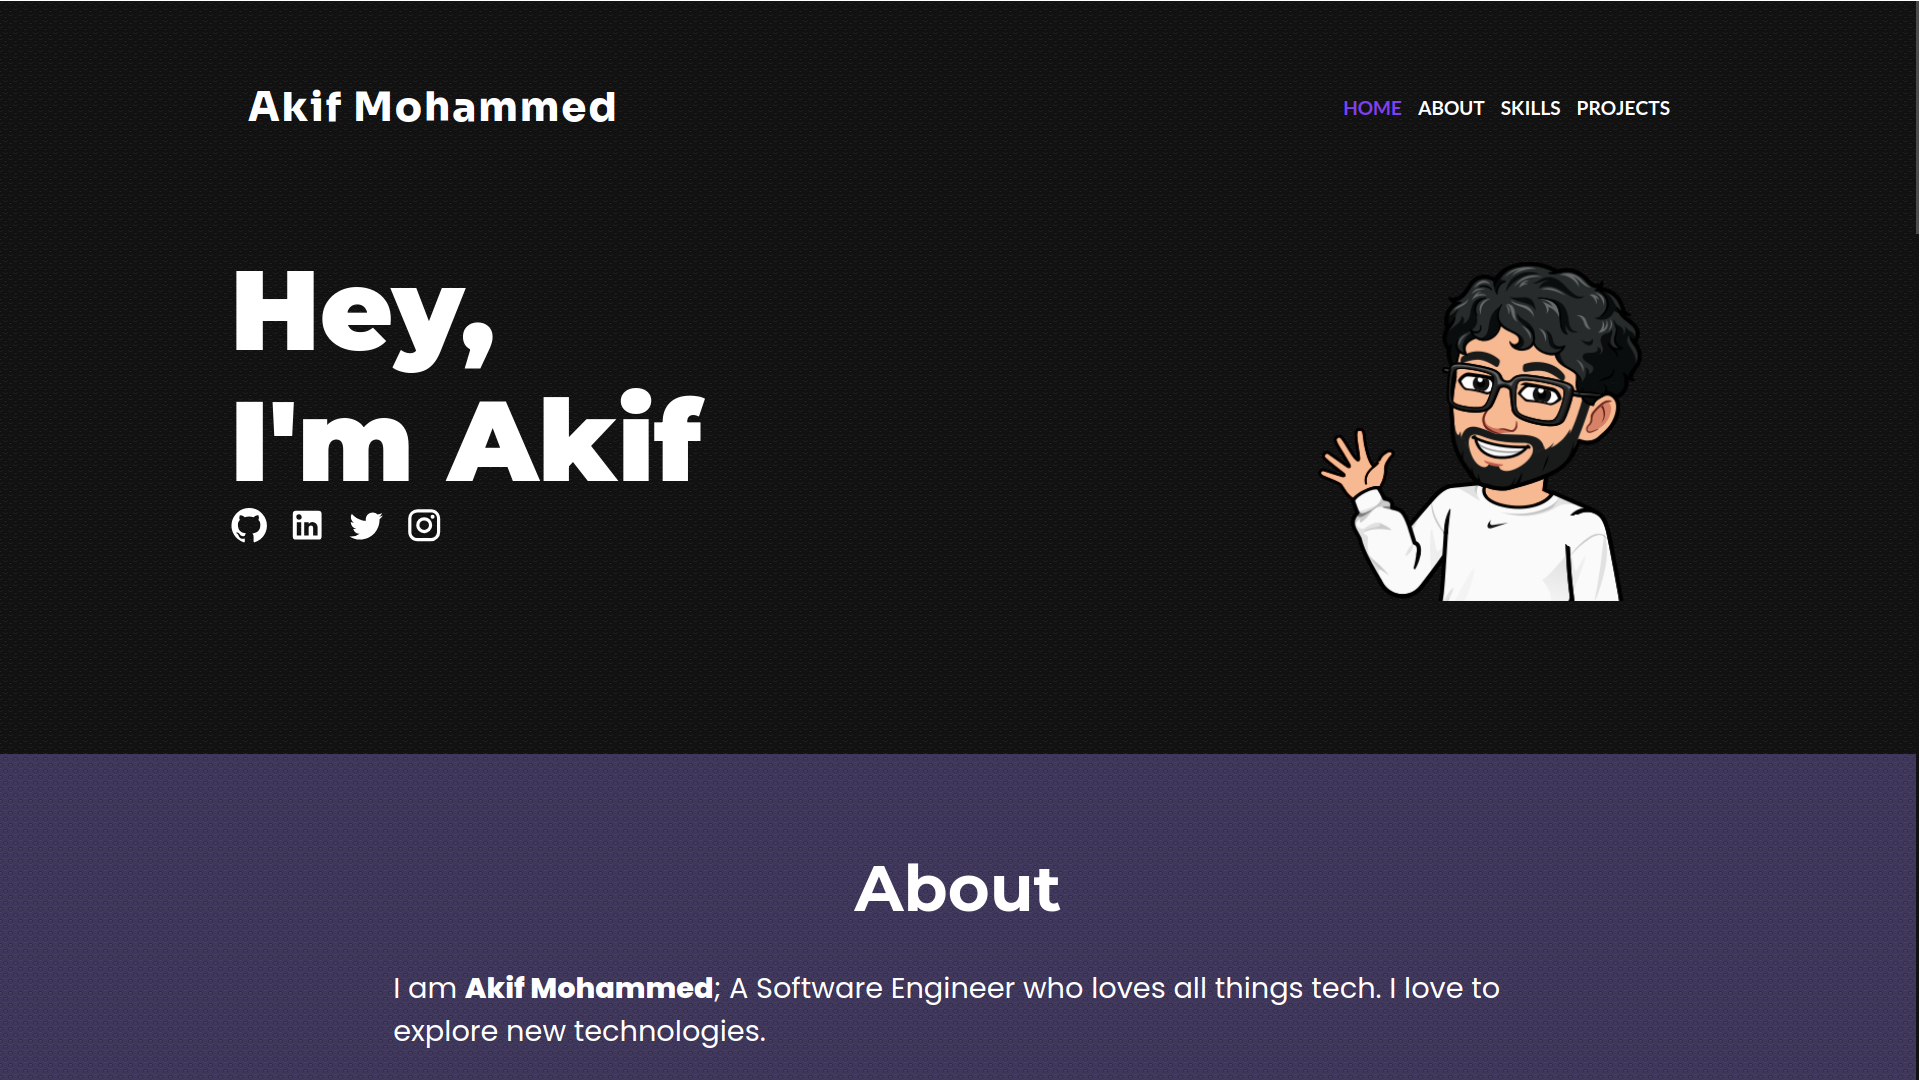 Akif Mohammed
HOME ABOUT SKILLS PROJECTS
Hey,
I'm Akif
in
About
I am Akif Mohammed; A Software Engineer who loves all things tech. I love to
explore new technologies.